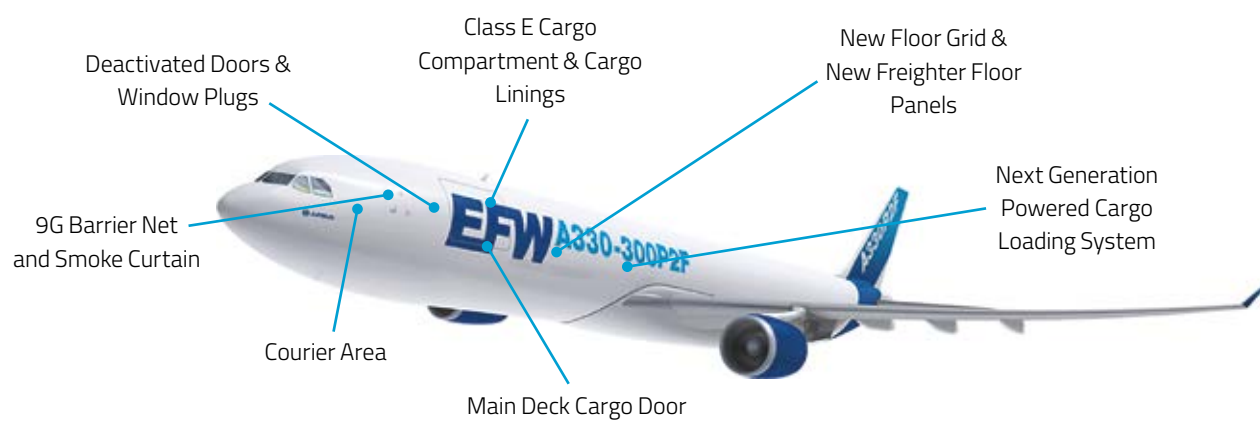 Class E Cargo
Compartment & Cargo
Linings
New Floor Grid &
New Freighter Floor
Panels
Deactivated Doors &
Window Plugs
Next Generation
Powered Cargo
Loading System
9G Barrier Net
and Smoke Curtain
Courier Area
Main Deck Cargo Door
EFW
A330-300P2F
AIRBUS